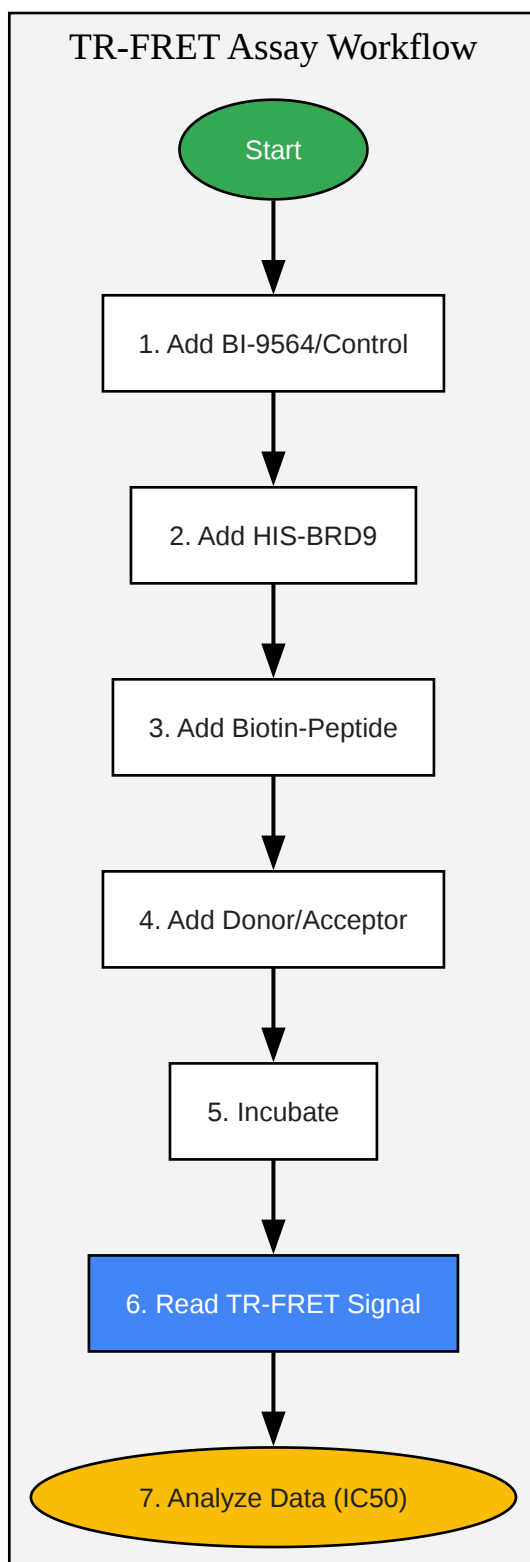 TR-FRET Assay Workflow
Start
1. Add BI-9564/Control
2. Add HIS-BRD9
3. Add Biotin-Peptide
4. Add Donor/Acceptor
5. Incubate
6. Read TR-FRET Signal
7. Analyze Data (IC50)